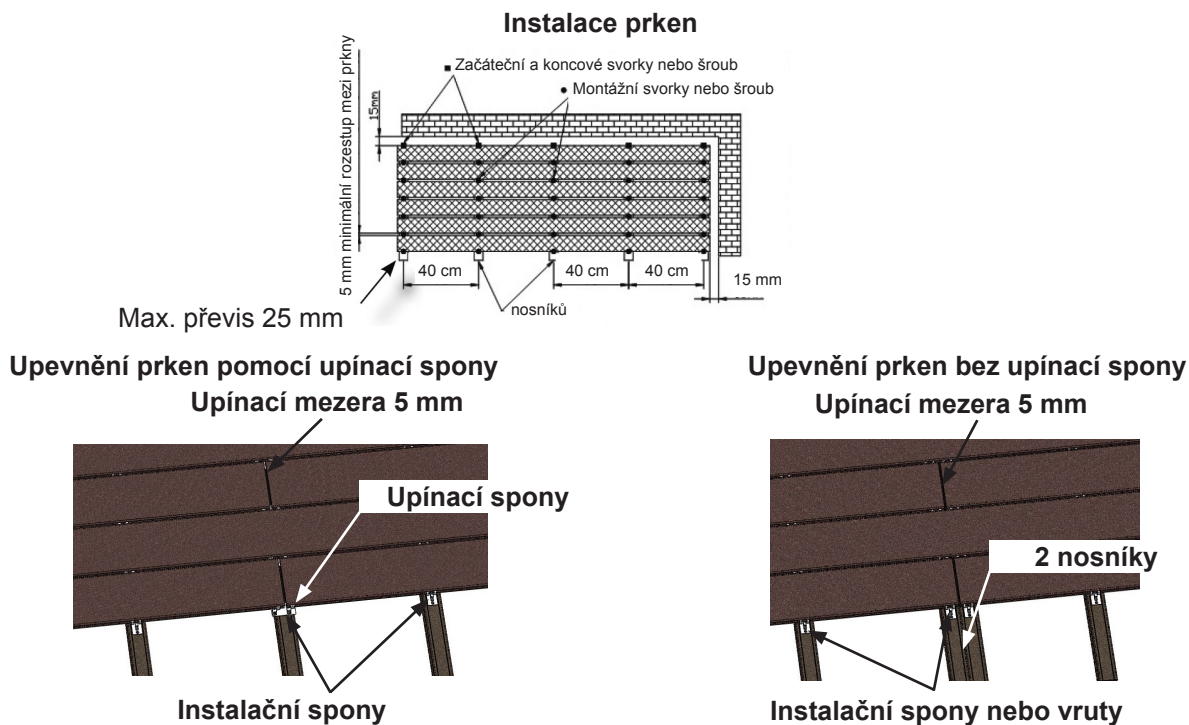 Instalace prken
Začáteční a koncové svorky nebo šroub
Montážní svorky nebo šroub
5 mm minimální rozestup mezi prkny
15mm
40 cm
40 cm
40 cm
15 mm
nosníků
Max. převis 25 mm
Upevnění prken pomocí upínací spony
Upínací mezera 5 mm
Upínací spony
Instalační spony
Upevnění prken bez upínací spony
Upínací mezera 5 mm
2 nosníky
Instalační spony nebo vruty